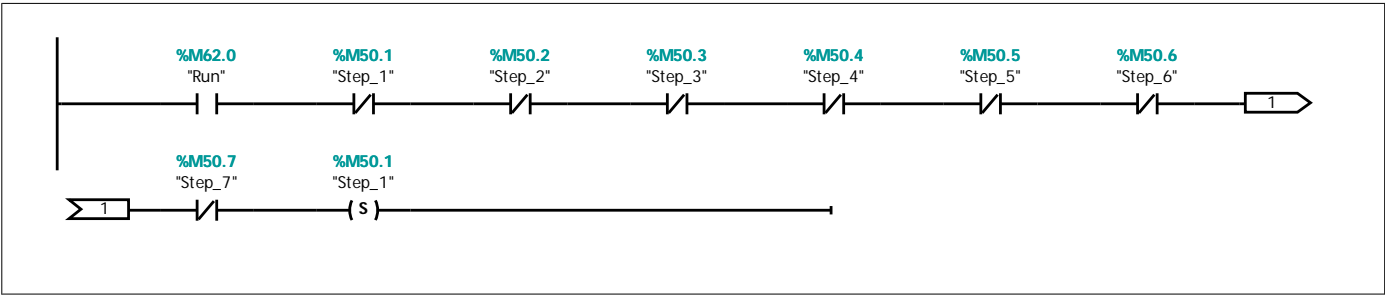 %M62.0 %M50.1 %M50.2 %M50.3 %M50.4 %M50.5 %M50.6
"Run" "Step_1" "Step_2" "Step_3" "Step_4" "Step_5" "Step_6"
1
%M50.7 %M50.1
"Step_7" "Step_1"
1 S